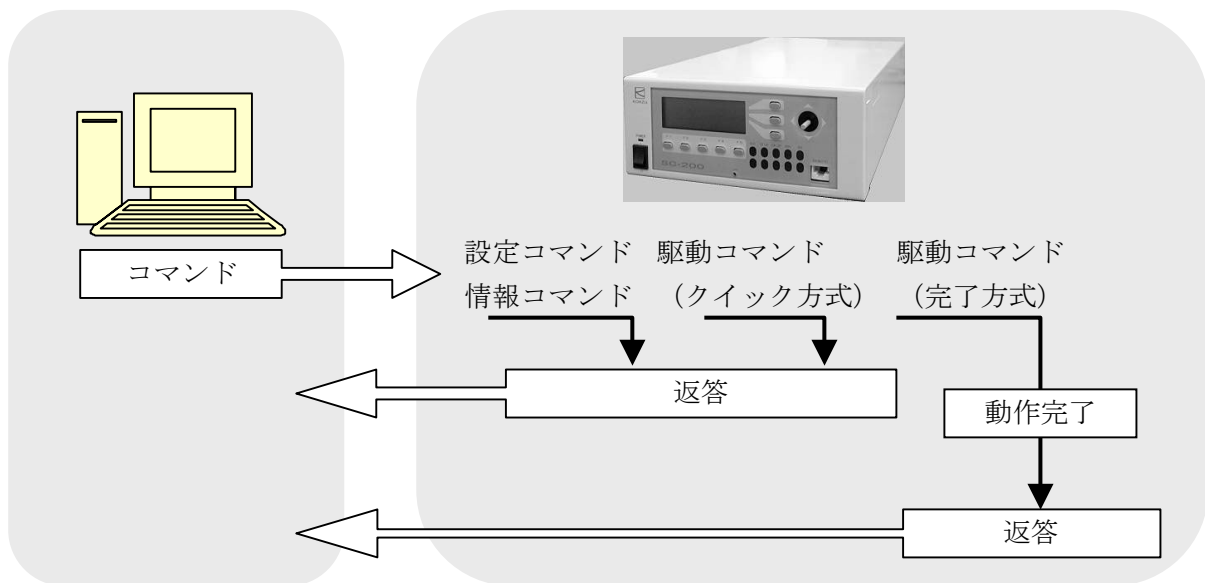 コマンド
設定コマンド
情報コマンド
駆動コマンド
（クイック方式）
駆動コマンド
（完了方式）
返答
動作完了
返答
SC-200